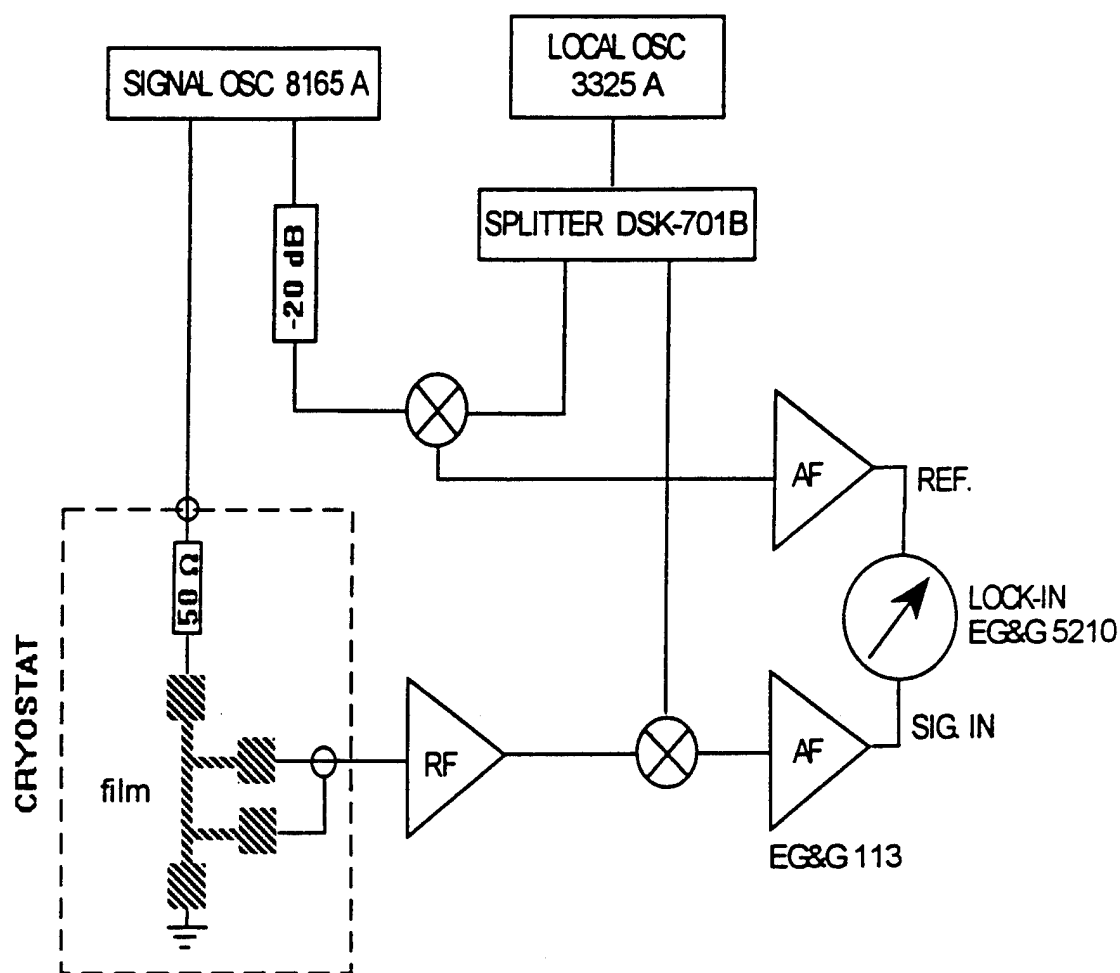 SIGNAL OSC 8165 A
LOCAL OSC
3325 A
SPLITTER DSK-701B
-20 dB
AF
REF.
50 Ω
LOCK-IN
EG&G 5210
CRYOSTAT
film
RF
AF
SIG. IN
EG&G 113